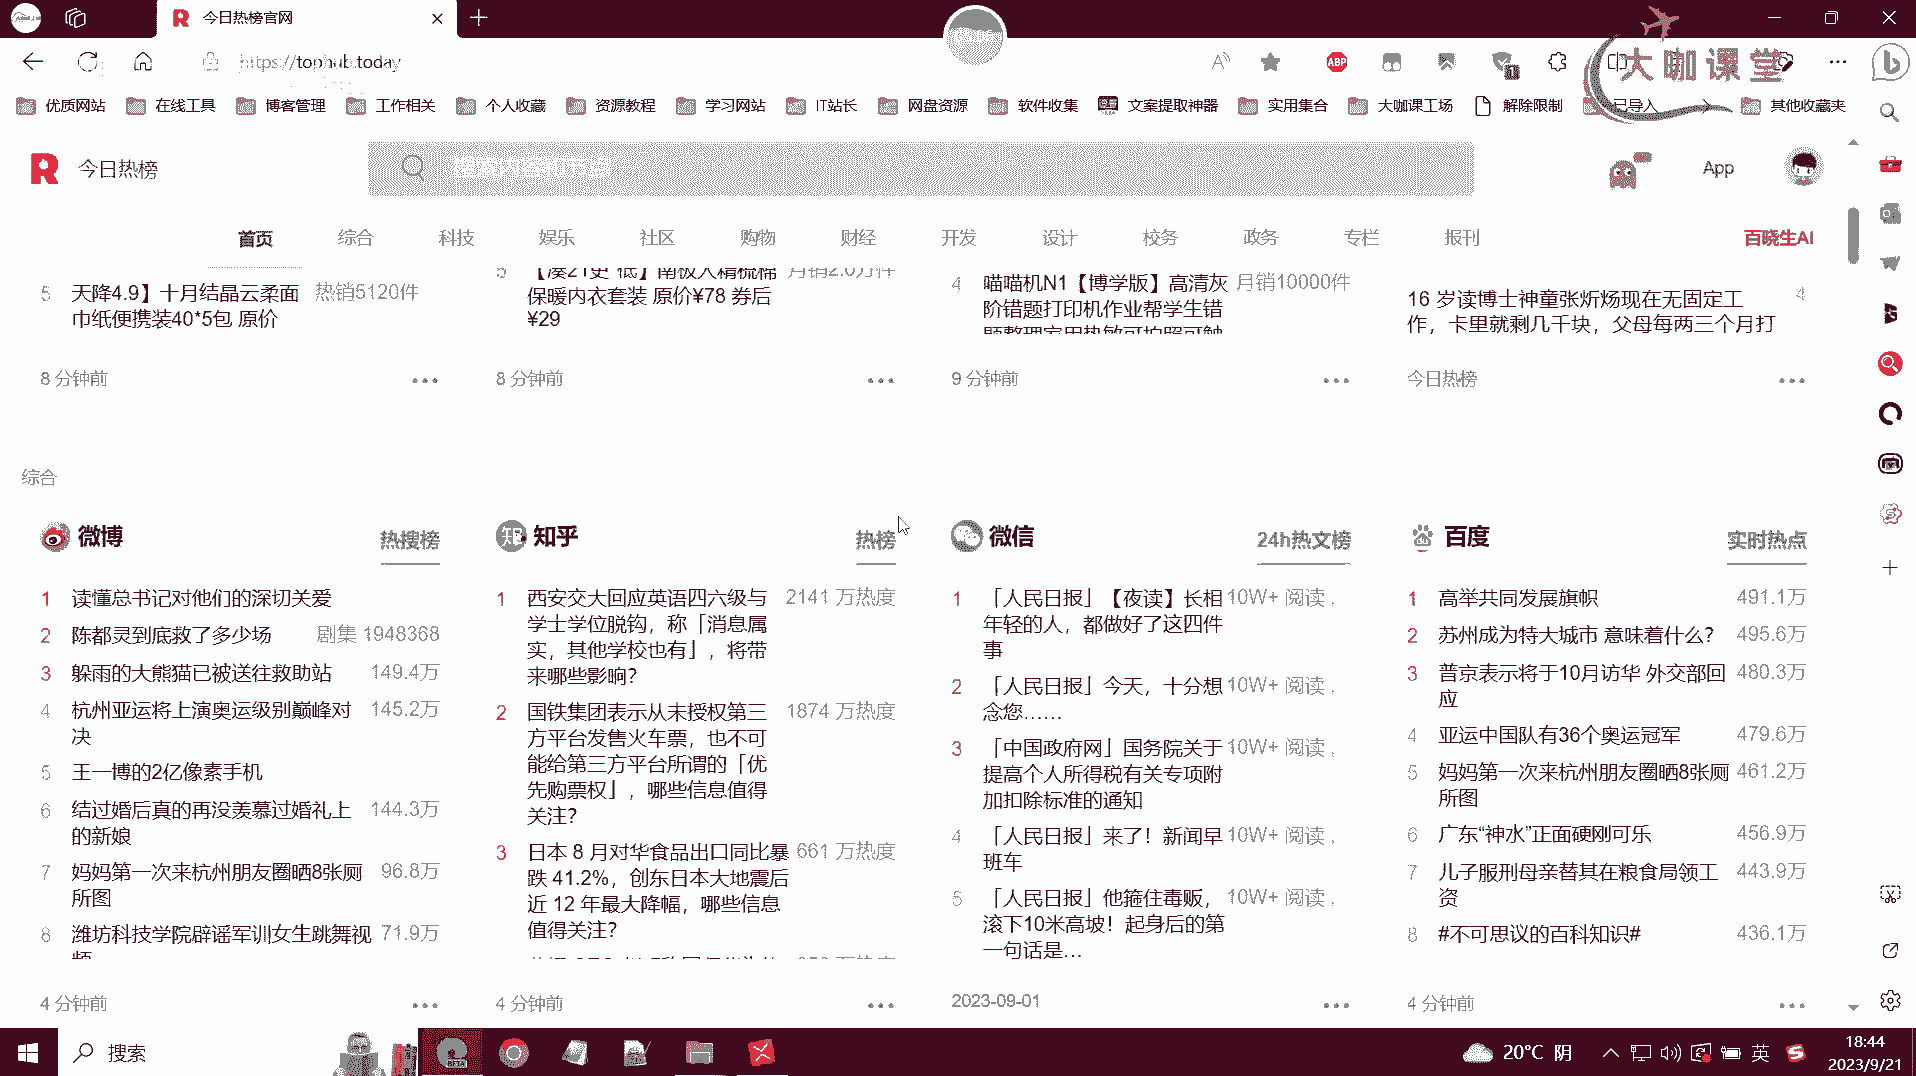 今日热榜官网
https://tophub.today
大咖课堂
优质网站 在线工具 博客管理 工作相关 个人收藏 资源教程 学习网站 IT站长 网盘资源 软件收集 文案提取神器 实用集合 大咖课工场 解除限制 已导入 其他收藏夹
今日热榜
搜索内容和节点
App
首页 综合 科技 娱乐 社区 购物 财经 开发 设计 校务 政务 专栏 报刊 百晓生AI
5 天降4.9】十月结晶云柔面 热销5120件
巾纸便携装40*5包 原价
8 分钟前
保暖内衣套装 原价¥78 券后
¥29
8 分钟前
4 喵喵机N1【博学版】高清灰 月销10000件
阶错题打印机作业帮学生错
9 分钟前
16 岁读博士神童张炘炀现在无固定工 4
作，卡里就剩几千块，父母每两三个月打
今日热榜
综合
微博 热搜榜
1 读懂总书记对他们的深切关爱
2 陈都灵到底救了多少场 剧集 1948368
3 躲雨的大熊猫已被送往救助站 149.4万
4 杭州亚运将上演奥运级别巅峰对 145.2万
决
5 王一博的2亿像素手机
6 结过婚后真的再没羡慕过婚礼上 144.3万
的新娘
7 妈妈第一次来杭州朋友圈晒8张厕 96.8万
所图
8 潍坊科技学院辟谣军训女生跳舞视 71.9万
4 分钟前
知乎 热榜
1 西安交大回应英语四六级与 2141 万热度
学士学位脱钩，称「消息属
实，其他学校也有」，将带
来哪些影响？
2 国铁集团表示从未授权第三 1874 万热度
方平台发售火车票，也不可
能给第三方平台所谓的「优
先购票权」，哪些信息值得
关注？
3 日本 8 月对华食品出口同比暴 661 万热度
跌 41.2%，创东日本大地震后
近 12 年最大降幅，哪些信息
值得关注？
4 分钟前
微信 24h热文榜
1 「人民日报」【夜读】长相 10W+ 阅读 .
年轻的人，都做好了这四件
事
2 「人民日报」今天，十分想 10W+ 阅读 .
念您……
3 「中国政府网」国务院关于 10W+ 阅读 .
提高个人所得税有关专项附
加扣除标准的通知
4 「人民日报」来了！新闻早 10W+ 阅读 .
班车
5 「人民日报」他箍住毒贩， 10W+ 阅读 .
滚下10米高坡！起身后的第
一句话是…
2023-09-01
百度 实时热点
1 高举共同发展旗帜 491.1万
2 苏州成为特大城市 意味着什么？ 495.6万
3 普京表示将于10月访华 外交部回 480.3万
应
4 亚运中国队有36个奥运冠军 479.6万
5 妈妈第一次来杭州朋友圈晒8张厕 461.2万
所图
6 广东“神水”正面硬刚可乐 456.9万
7 儿子服刑母亲替其在粮食局领工 443.9万
资
8 #不可思议的百科知识# 436.1万
4 分钟前
搜索
20°C 阴
英
18:44
2023/9/21